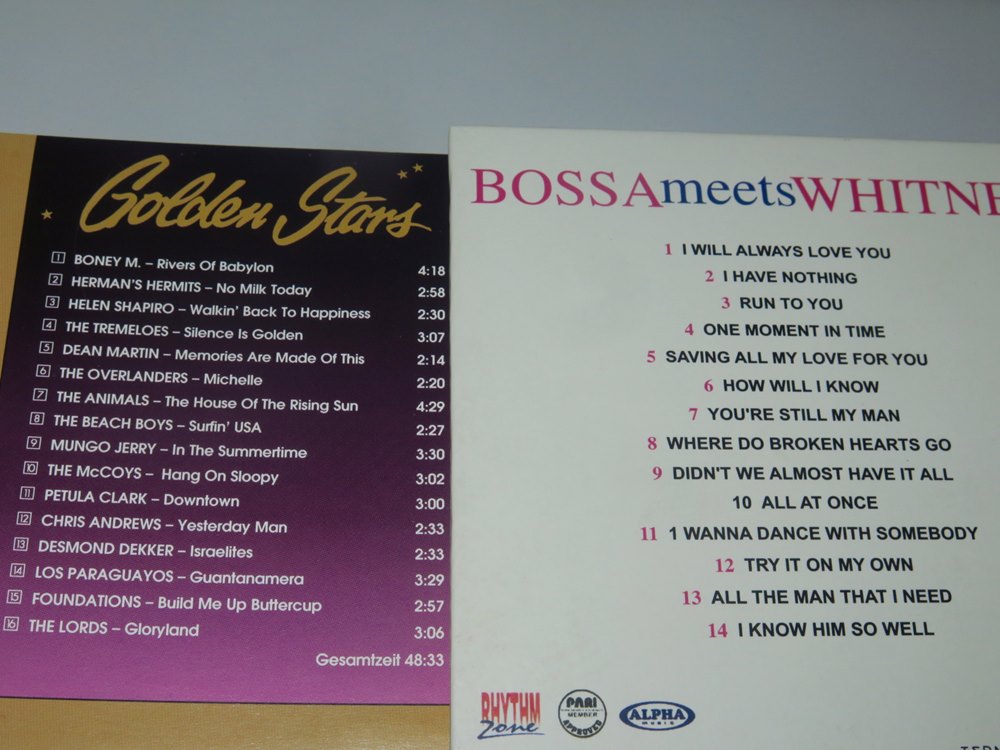 Golden Stars
1 BONEY M. – Rivers Of Babylon 4:18
2 HERMAN'S HERMITS – No Milk Today 2:58
3 HELEN SHAPIRO – Walkin' Back To Happiness 2:30
4 THE TREMELOES – Silence Is Golden 3:07
5 DEAN MARTIN – Memories Are Made Of This 2:14
6 THE OVERLANDERS – Michelle 2:20
7 THE ANIMALS – The House Of The Rising Sun 4:29
8 THE BEACH BOYS – Surfin' USA 2:27
9 MUNGO JERRY – In The Summertime 3:30
10 THE McCOYS – Hang On Sloopy 3:02
11 PETULA CLARK – Downtown 3:00
12 CHRIS ANDREWS – Yesterday Man 2:33
13 DESMOND DEKKER – Israelites 2:33
14 LOS PARAGUAYOS – Guantanamera 3:29
15 FOUNDATIONS – Build Me Up Buttercup 2:57
16 THE LORDS – Gloryland 3:06
Gesamtzeit 48:33
BOSSA meets WHITNE
1 I WILL ALWAYS LOVE YOU
2 I HAVE NOTHING
3 RUN TO YOU
4 ONE MOMENT IN TIME
5 SAVING ALL MY LOVE FOR YOU
6 HOW WILL I KNOW
7 YOU'RE STILL MY MAN
8 WHERE DO BROKEN HEARTS GO
9 DIDN'T WE ALMOST HAVE IT ALL
10 ALL AT ONCE
11 1 WANNA DANCE WITH SOMEBODY
12 TRY IT ON MY OWN
13 ALL THE MAN THAT I NEED
14 I KNOW HIM SO WELL
RHYTHM
Zone
PARI
MEMBER
APPROVED
ALPHA
MUSIC